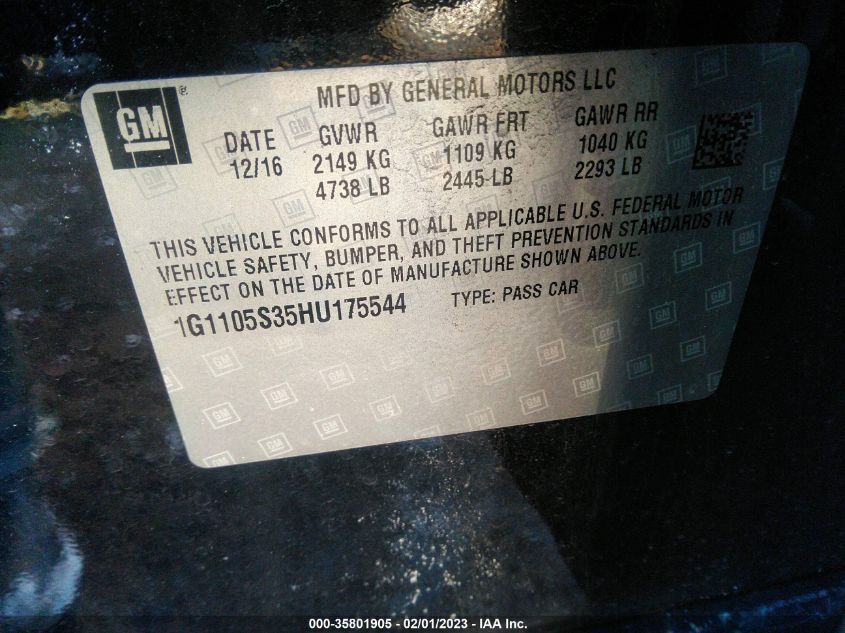 GM®
MFD BY GENERAL MOTORS LLC
DATE GVWR GAWR FRT GAWR RR
12/16 2149 KG 1109 KG 1040 KG
4738 LB 2445 LB 2293 LB
THIS VEHICLE CONFORMS TO ALL APPLICABLE U.S. FEDERAL MOTOR
VEHICLE SAFETY, BUMPER, AND THEFT PREVENTION STANDARDS IN
EFFECT ON THE DATE OF MANUFACTURE SHOWN ABOVE.
1G1105S35HU175544 TYPE: PASS CAR
000-35801905 - 02/01/2023 - IAA Inc.